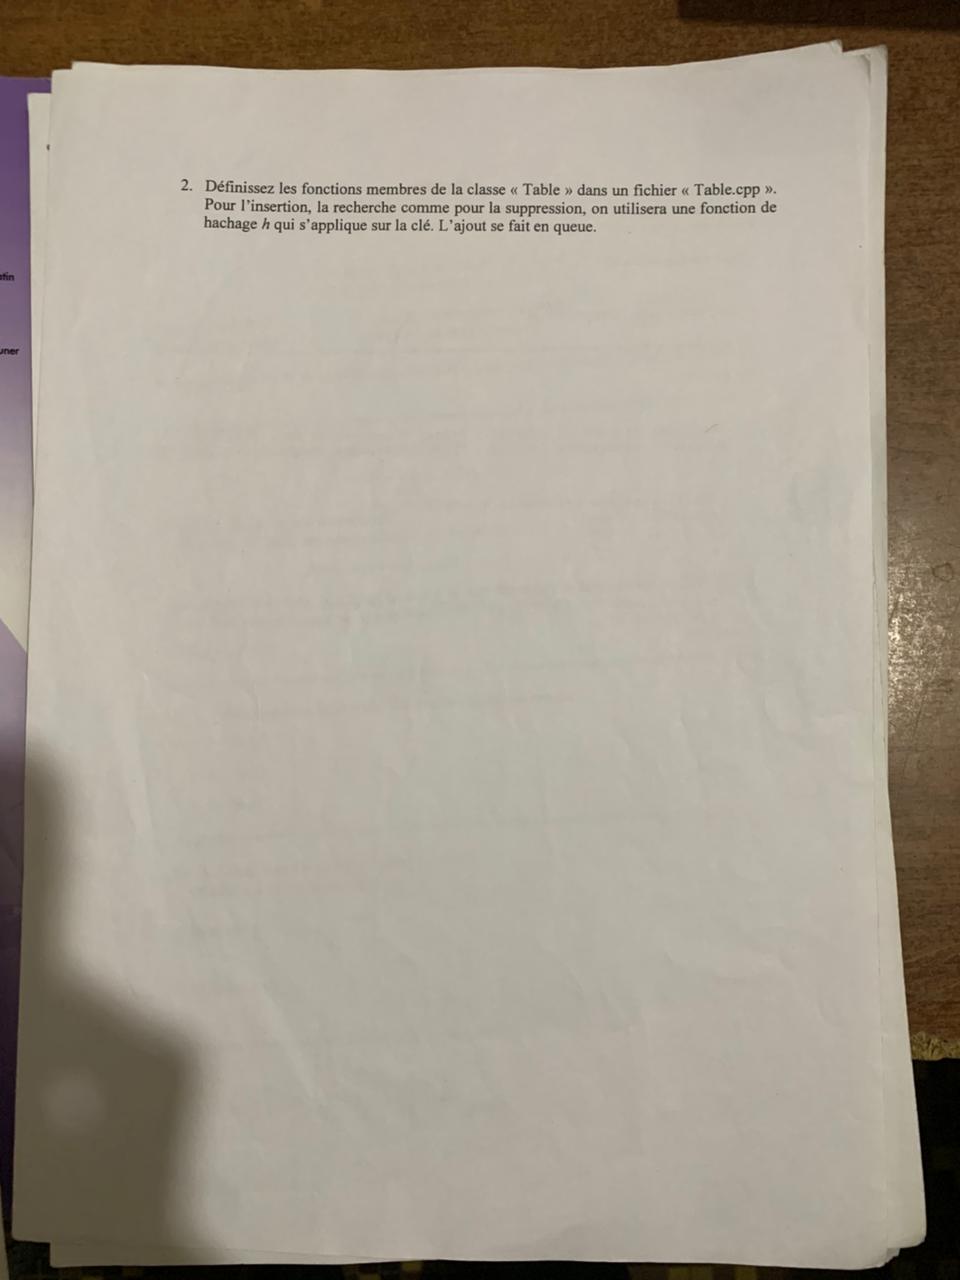 2. Définissez les fonctions membres de la classe « Table » dans un fichier « Table.cpp ».
Pour l'insertion, la recherche comme pour la suppression, on utilisera une fonction de
hachage h qui s'applique sur la clé. L'ajout se fait en queue.